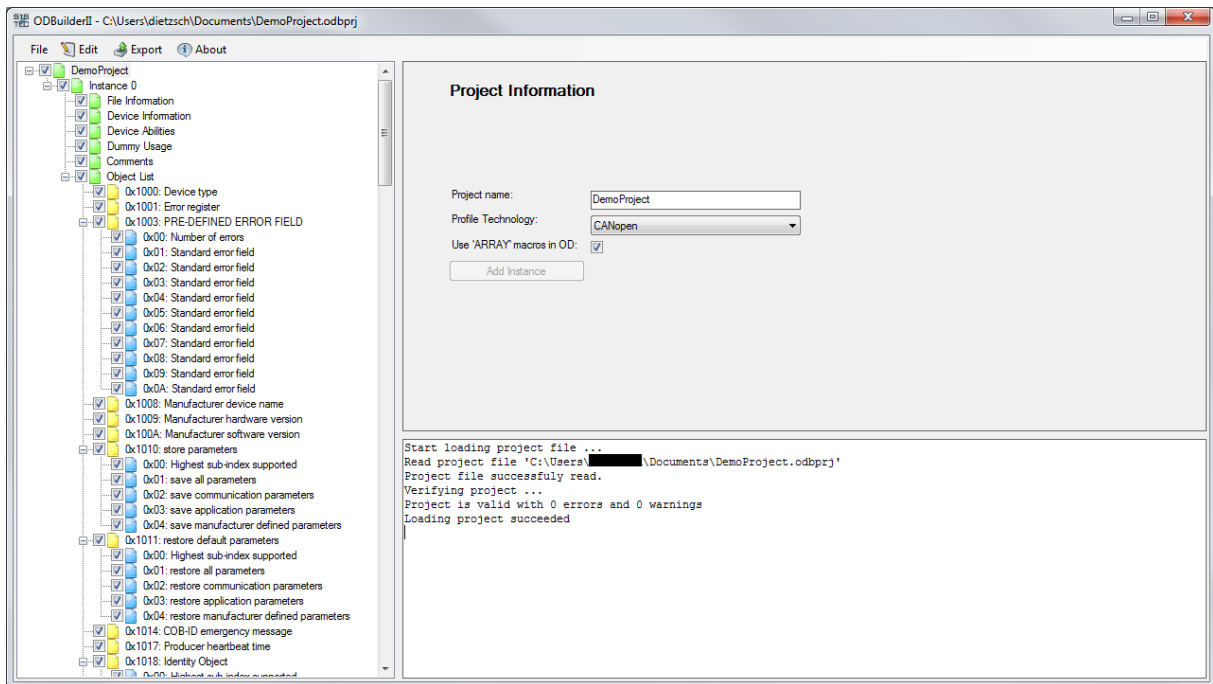 SYS TEC ODBuilderII - C:\Users\dietzsch\Documents\DemoProject.odbprj
File Edit Export About
DemoProject
Instance 0
File Information
Device Information
Device Abilities
Dummy Usage
Comments
Object List
0x1000: Device type
0x1001: Error register
0x1003: PRE-DEFINED ERROR FIELD
0x00: Number of errors
0x01: Standard error field
0x02: Standard error field
0x03: Standard error field
0x04: Standard error field
0x05: Standard error field
0x06: Standard error field
0x07: Standard error field
0x08: Standard error field
0x09: Standard error field
0x0A: Standard error field
0x1008: Manufacturer device name
0x1009: Manufacturer hardware version
0x100A: Manufacturer software version
0x1010: store parameters
0x00: Highest sub-index supported
0x01: save all parameters
0x02: save communication parameters
0x03: save application parameters
0x04: save manufacturer defined parameters
0x1011: restore default parameters
0x00: Highest sub-index supported
0x01: restore all parameters
0x02: restore communication parameters
0x03: restore application parameters
0x04: restore manufacturer defined parameters
0x1014: COB-ID emergency message
0x1017: Producer heartbeat time
0x1018: Identity Object
0x00: Highest sub-index supported
Project Information
Project name: DemoProject
Profile Technology: CANopen
Use 'ARRAY' macros in OD:
Add Instance
Start loading project file ...
Read project file 'C:\Users\ \Documents\DemoProject.odbprj'
Project file successfuly read.
Verifying project ...
Project is valid with 0 errors and 0 warnings
Loading project succeeded